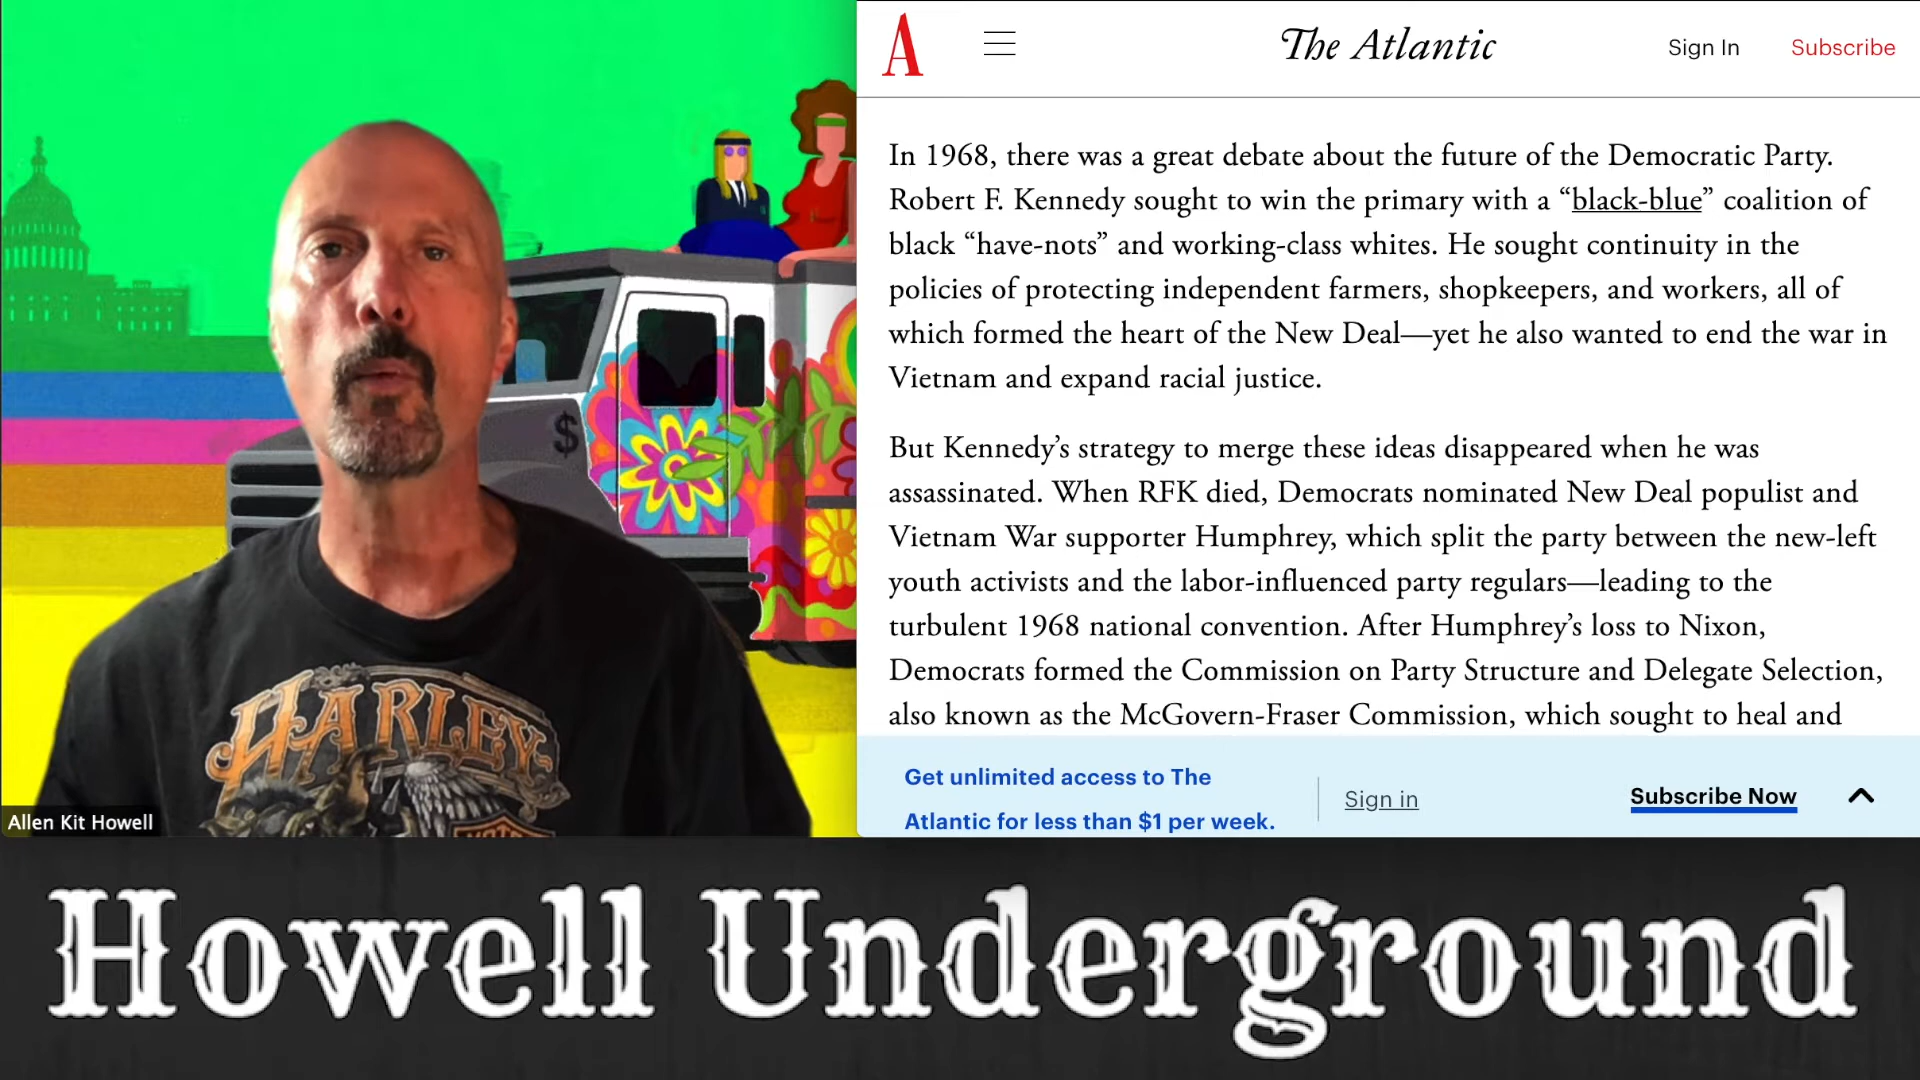 A
The Atlantic
Sign In
Subscribe
In 1968, there was a great debate about the future of the Democratic Party.
Robert F. Kennedy sought to win the primary with a “black-blue” coalition of
black “have-nots” and working-class whites. He sought continuity in the
policies of protecting independent farmers, shopkeepers, and workers, all of
which formed the heart of the New Deal—yet he also wanted to end the war in
Vietnam and expand racial justice.
But Kennedy’s strategy to merge these ideas disappeared when he was
assassinated. When RFK died, Democrats nominated New Deal populist and
Vietnam War supporter Humphrey, which split the party between the new-left
youth activists and the labor-influenced party regulars—leading to the
turbulent 1968 national convention. After Humphrey’s loss to Nixon,
Democrats formed the Commission on Party Structure and Delegate Selection,
also known as the McGovern-Fraser Commission, which sought to heal and
Get unlimited access to The
Atlantic for less than $1 per week.
Sign in
Subscribe Now
$
HARLEY
Allen Kit Howell
Howell Underground